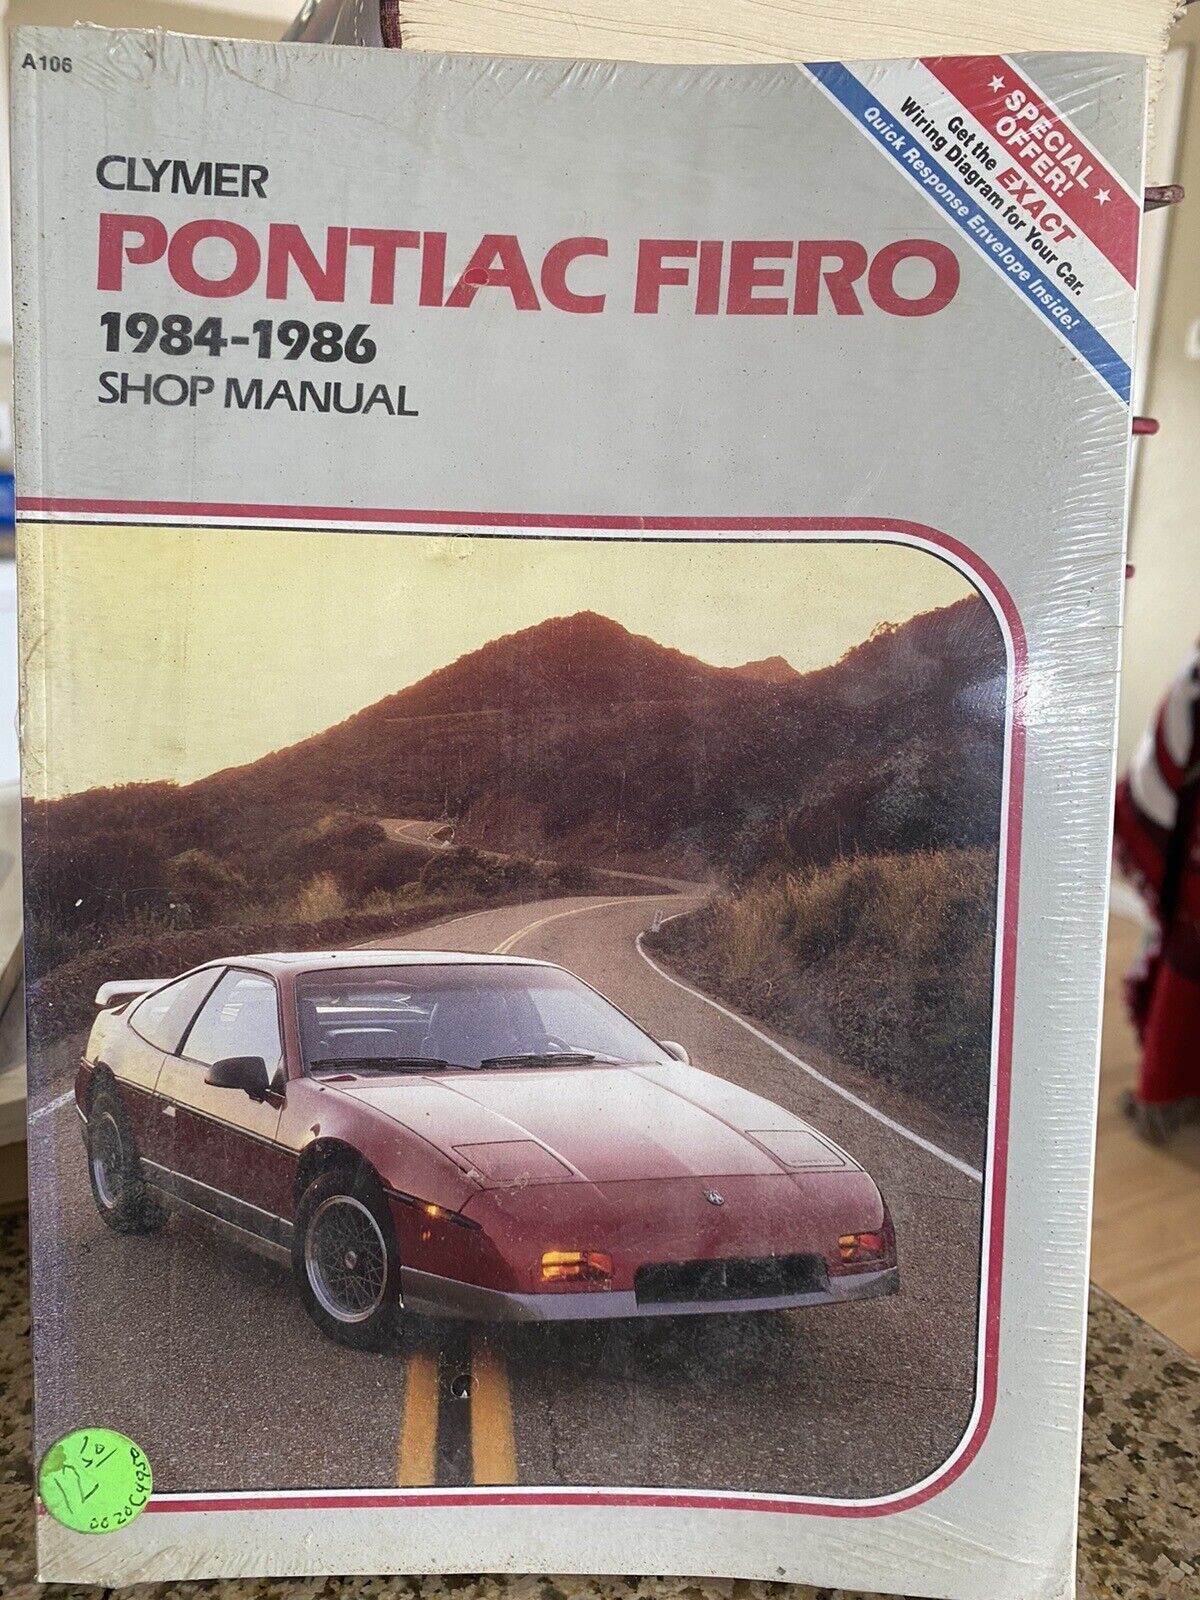 A106
CLYMER
PONTIAC FIERO
1984-1986
SHOP MANUAL
★ SPECIAL ★
OFFER!
Get the EXACT
Wiring Diagram for Your Car.
Quick Response Envelope Inside!
12